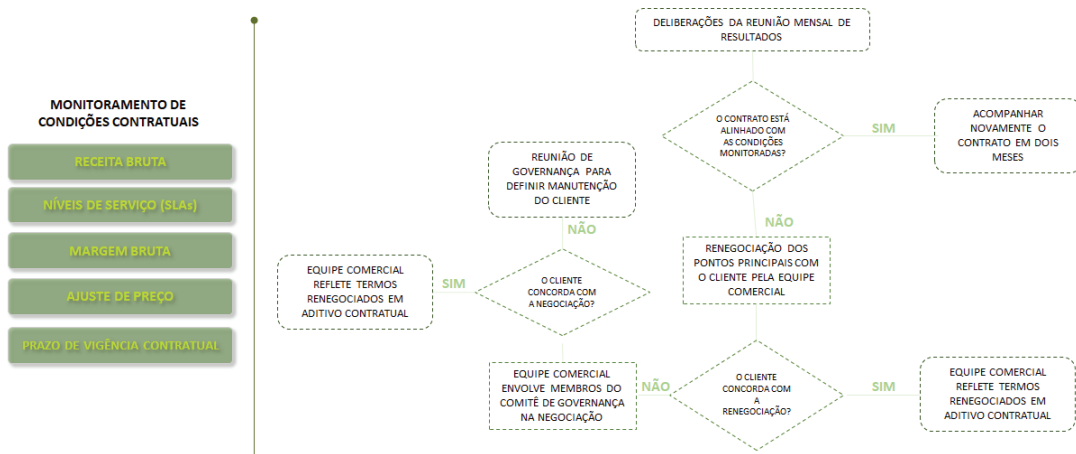 MONITORAMENTO DE
CONDIÇÕES CONTRATUAIS
RECEITA BRUTA
NÍVEIS DE SERVIÇO (SLAs)
MARGEM BRUTA
AJUSTE DE PREÇO
PRAZO DE VIGÊNCIA CONTRATUAL
DELIBERAÇÕES DA REUNIÃO MENSAL DE
RESULTADOS
O CONTRATO ESTÁ
ALINHADO COM
AS CONDIÇÕES
MONITORADAS?
SIM
ACOMPANHAR
NOVAMENTE O
CONTRATO EM DOIS
MESES
NÃO
RENEGOCIAÇÃO DOS
PONTOS PRINCIPAIS COM
O CLIENTE PELA EQUIPE
COMERCIAL
O CLIENTE
CONCORDA COM
A
RENEGOCIAÇÃO?
SIM
EQUIPE COMERCIAL
REFLETE TERMOS
RENEGOCIADOS EM
ADITIVO CONTRATUAL
NÃO
EQUIPE COMERCIAL
ENVOLVE MEMBROS DO
COMITÊ DE GOVERNANÇA
NA NEGOCIAÇÃO
O CLIENTE
CONCORDA COM
A NEGOCIAÇÃO?
SIM
EQUIPE COMERCIAL
REFLETE TERMOS
RENEGOCIADOS EM
ADITIVO CONTRATUAL
NÃO
REUNIÃO DE
GOVERNANÇA PARA
DEFINIR MANUTENÇÃO
DO CLIENTE